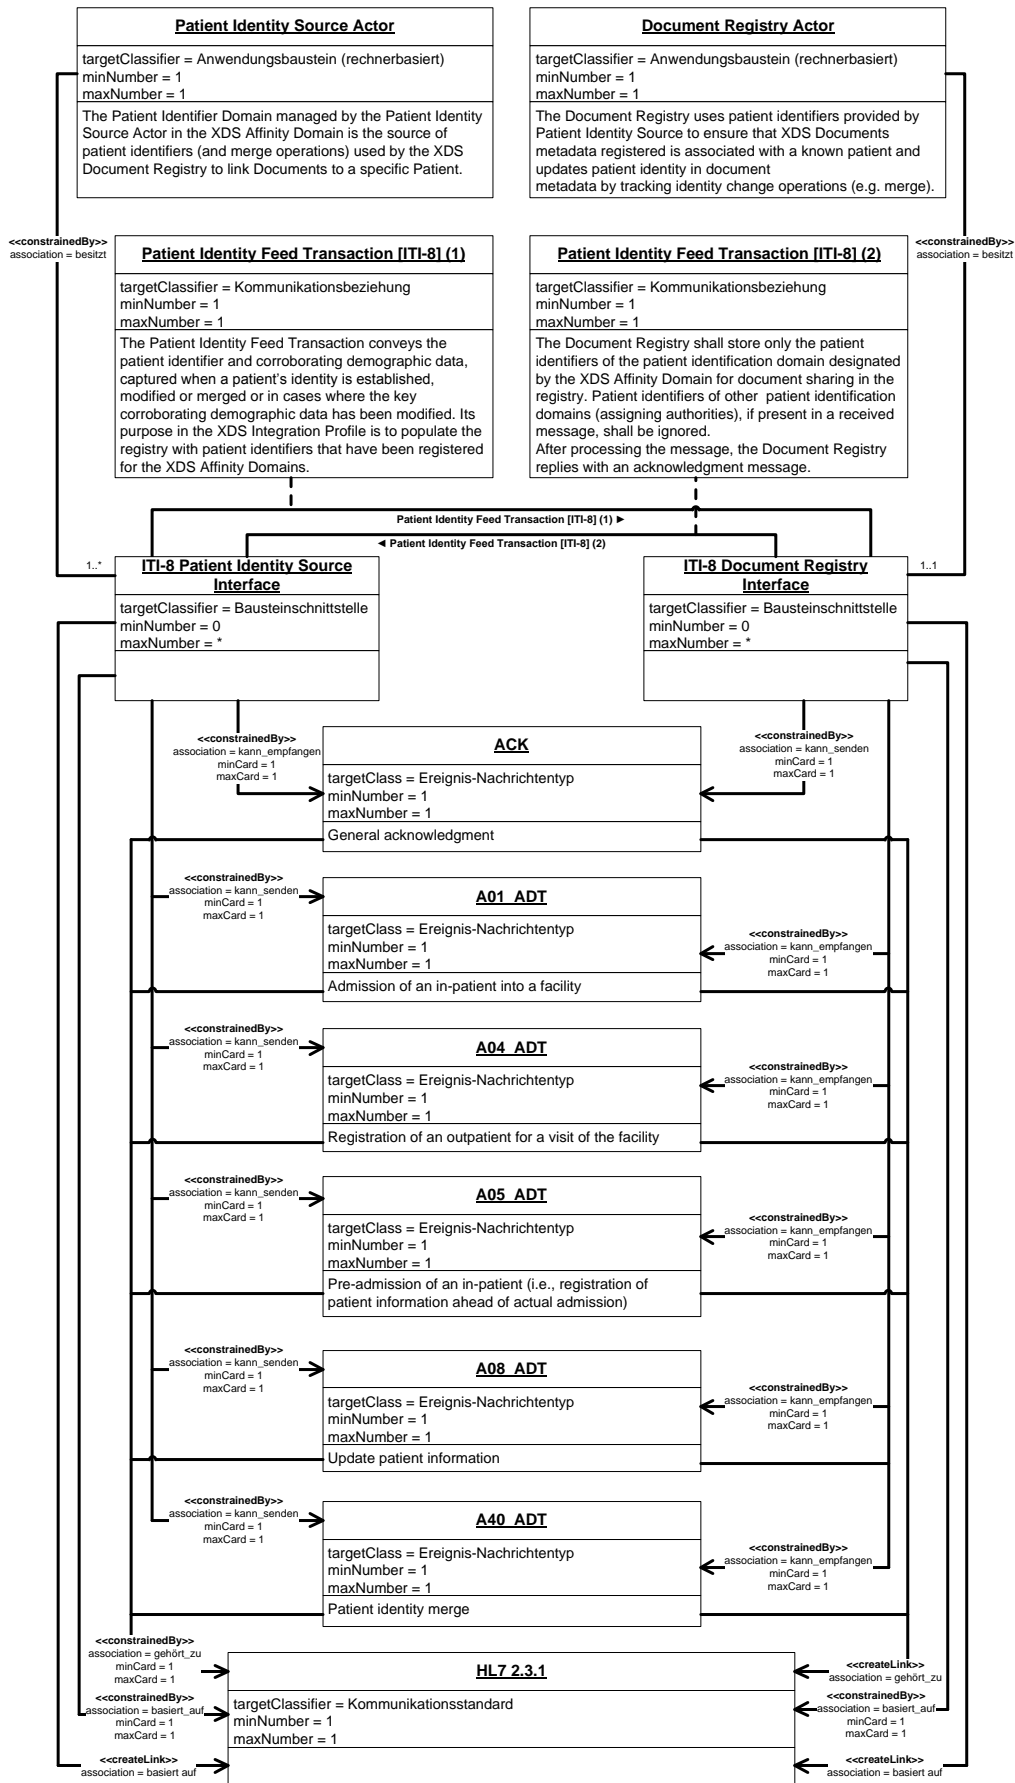 Patient Identity Source Actor
targetClassifier = Anwendungsbaustein (rechnerbasiert)
minNumber = 1
maxNumber = 1
The Patient Identifier Domain managed by the Patient Identity
Source Actor in the XDS Affinity Domain is the source of
patient identifiers (and merge operations) used by the XDS
Document Registry to link Documents to a specific Patient.
Document Registry Actor
targetClassifier = Anwendungsbaustein (rechnerbasiert)
minNumber = 1
maxNumber = 1
The Document Registry uses patient identifiers provided by
Patient Identity Source to ensure that XDS Documents
metadata registered is associated with a known patient and
updates patient identity in document
metadata by tracking identity change operations (e.g. merge).
<<constrainedBy>>
association = besitzt
<<constrainedBy>>
association = besitzt
Patient Identity Feed Transaction [ITI-8] (1)
targetClassifier = Kommunikationsbeziehung
minNumber = 1
maxNumber = 1
The Patient Identity Feed Transaction conveys the
patient identifier and corroborating demographic data,
captured when a patient's identity is established,
modified or merged or in cases where the key
corroborating demographic data has been modified. Its
purpose in the XDS Integration Profile is to populate the
registry with patient identifiers that have been registered
for the XDS Affinity Domains.
Patient Identity Feed Transaction [ITI-8] (2)
targetClassifier = Kommunikationsbeziehung
minNumber = 1
maxNumber = 1
The Document Registry shall store only the patient
identifiers of the patient identification domain designated
by the XDS Affinity Domain for document sharing in the
registry. Patient identifiers of other patient identification
domains (assigning authorities), if present in a received
message, shall be ignored.
After processing the message, the Document Registry
replies with an acknowledgment message.
Patient Identity Feed Transaction [ITI-8] (1) ►
◄ Patient Identity Feed Transaction [ITI-8] (2)
1..*
1..1
ITI-8 Patient Identity Source
Interface
targetClassifier = Bausteinschnittstelle
minNumber = 0
maxNumber = *
ITI-8 Document Registry
Interface
targetClassifier = Bausteinschnittstelle
minNumber = 0
maxNumber = *
<<constrainedBy>>
association = kann_empfangen
minCard = 1
maxCard = 1
<<constrainedBy>>
association = kann_senden
minCard = 1
maxCard = 1
ACK
targetClass = Ereignis-Nachrichtentyp
minNumber = 1
maxNumber = 1
General acknowledgment
<<constrainedBy>>
association = kann_senden
minCard = 1
maxCard = 1
A01_ADT
targetClass = Ereignis-Nachrichtentyp
minNumber = 1
maxNumber = 1
Admission of an in-patient into a facility
<<constrainedBy>>
association = kann_empfangen
minCard = 1
maxCard = 1
<<constrainedBy>>
association = kann_senden
minCard = 1
maxCard = 1
A04_ADT
targetClass = Ereignis-Nachrichtentyp
minNumber = 1
maxNumber = 1
Registration of an outpatient for a visit of the facility
<<constrainedBy>>
association = kann_empfangen
minCard = 1
maxCard = 1
<<constrainedBy>>
association = kann_senden
minCard = 1
maxCard = 1
A05_ADT
targetClass = Ereignis-Nachrichtentyp
minNumber = 1
maxNumber = 1
Pre-admission of an in-patient (i.e., registration of
patient information ahead of actual admission)
<<constrainedBy>>
association = kann_empfangen
minCard = 1
maxCard = 1
<<constrainedBy>>
association = kann_senden
minCard = 1
maxCard = 1
A08_ADT
targetClass = Ereignis-Nachrichtentyp
minNumber = 1
maxNumber = 1
Update patient information
<<constrainedBy>>
association = kann_empfangen
minCard = 1
maxCard = 1
<<constrainedBy>>
association = kann_senden
minCard = 1
maxCard = 1
A40_ADT
targetClass = Ereignis-Nachrichtentyp
minNumber = 1
maxNumber = 1
Patient identity merge
<<constrainedBy>>
association = kann_empfangen
minCard = 1
maxCard = 1
<<constrainedBy>>
association = gehört_zu
minCard = 1
maxCard = 1
<<constrainedBy>>
association = basiert_auf
minCard = 1
maxCard = 1
<<createLink>>
association = basiert auf
HL7 2.3.1
targetClassifier = Kommunikationsstandard
minNumber = 1
maxNumber = 1
<<createLink>>
association = gehört_zu
<<constrainedBy>>
association = basiert_auf
minCard = 1
maxCard = 1
<<createLink>>
association = basiert auf